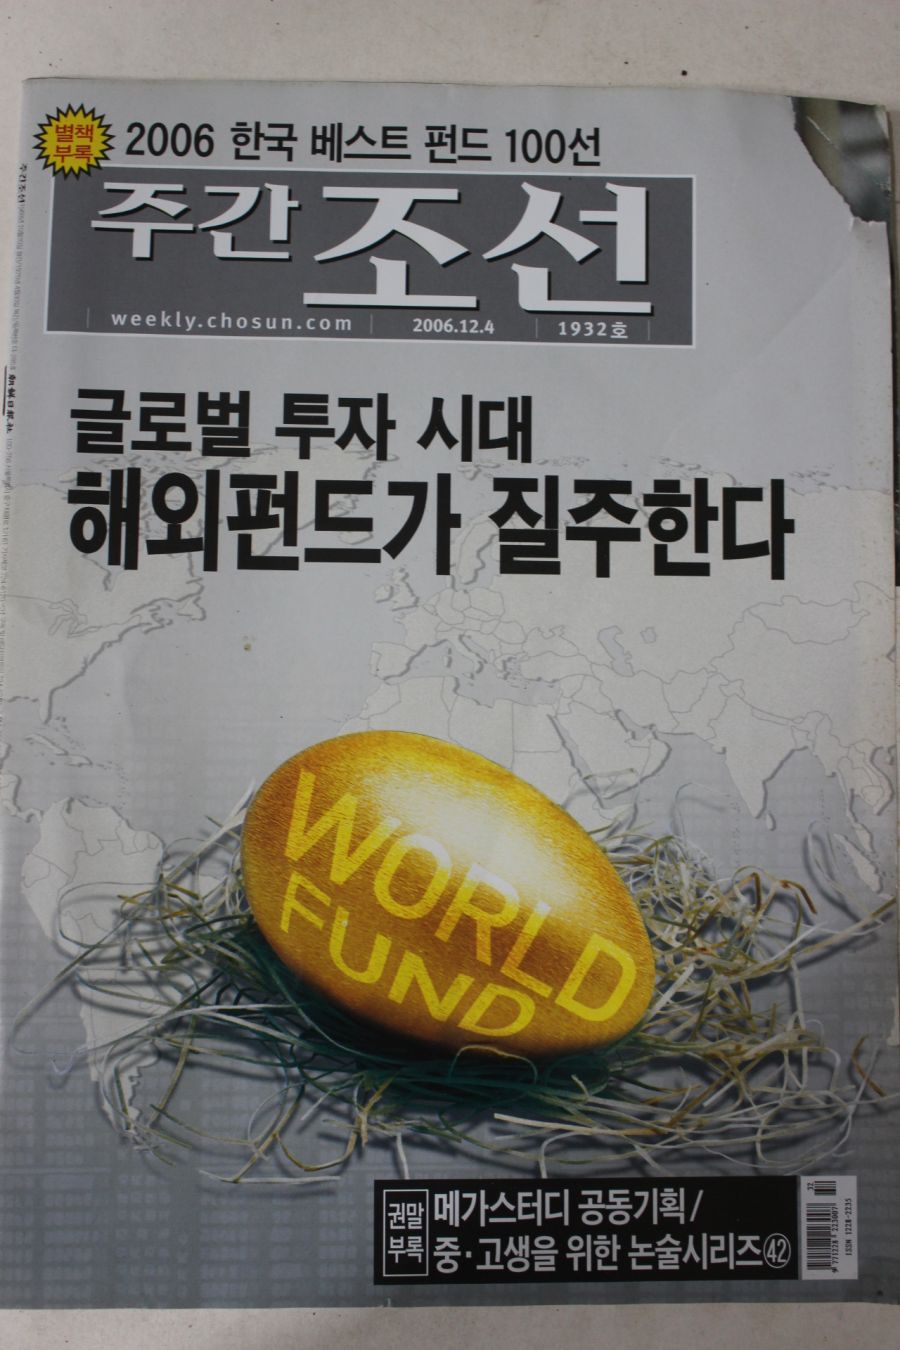 별책
부록
2006 한국 베스트 펀드 100선
주간조선
weekly.chosun.com
2006.12.4
1932호
글로벌 투자 시대
해외펀드가 질주한다
WORLD
FUND
권말
부록
메가스터디 공동기획/
중·고생을 위한 논술시리즈㊷
ISSN 1228-2235